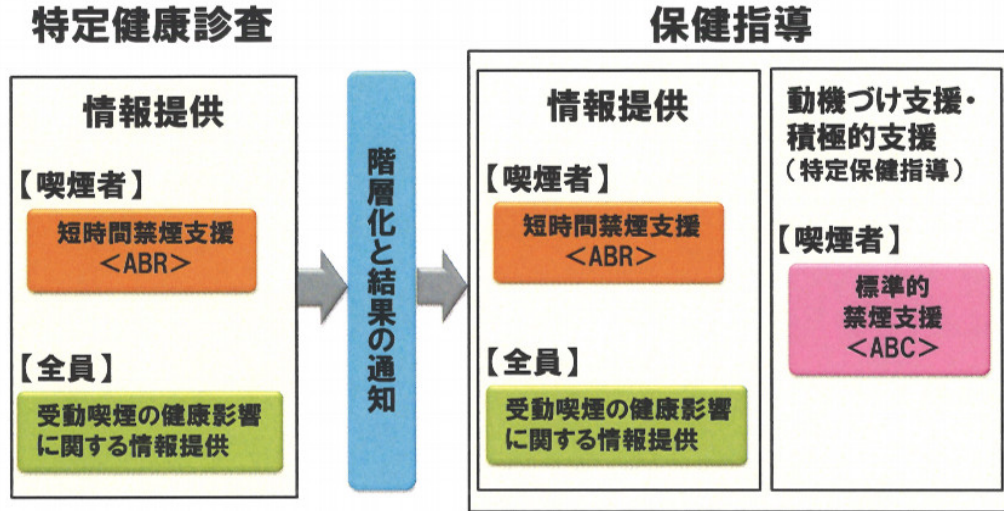 特定健康診査
情報提供
【喫煙者】
短時間禁煙支援
<ABR>
【全員】
受動喫煙の健康影響
に関する情報提供
階層化と結果の通知
保健指導
情報提供
【喫煙者】
短時間禁煙支援
<ABR>
【全員】
受動喫煙の健康影響
に関する情報提供
動機づけ支援・
積極的支援
(特定保健指導)
【喫煙者】
標準的
禁煙支援
<ABC>